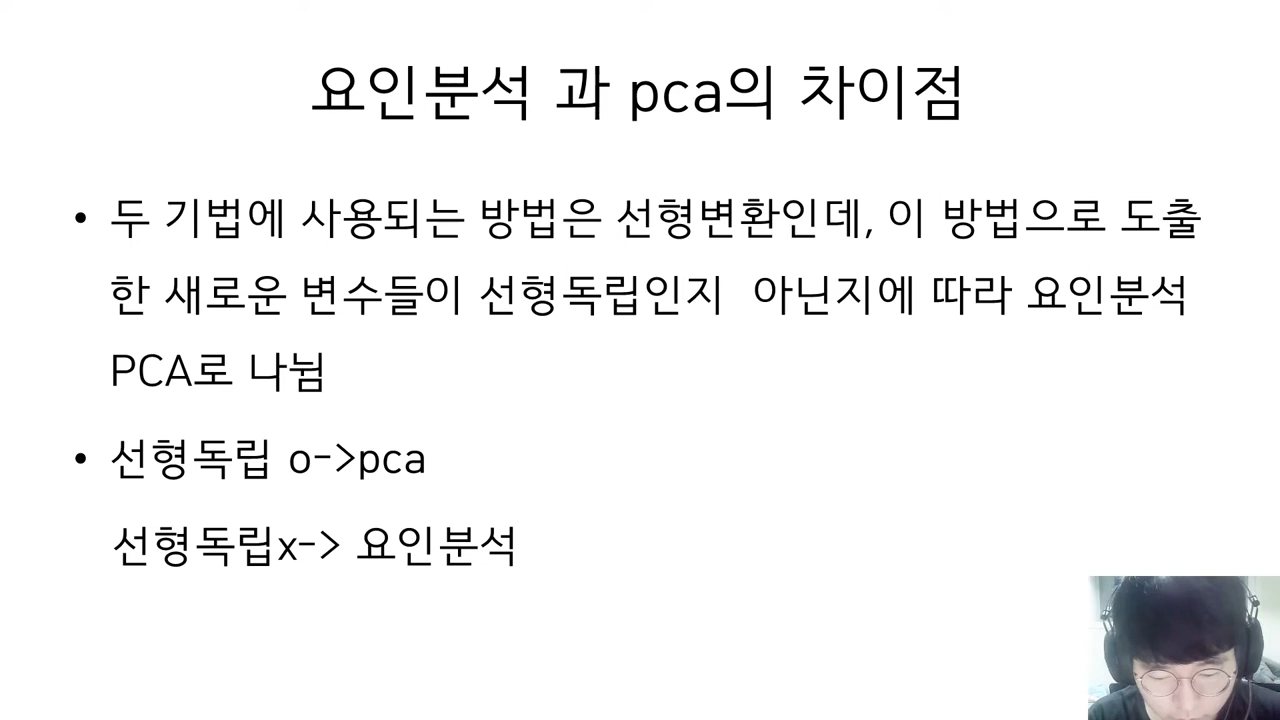 요인분석 과 pca의 차이점
• 두 기법에 사용되는 방법은 선형변환인데, 이 방법으로 도출
한 새로운 변수들이 선형독립인지 아닌지에 따라 요인분석
PCA로 나뉨
• 선형독립 o->pca
선형독립x-> 요인분석